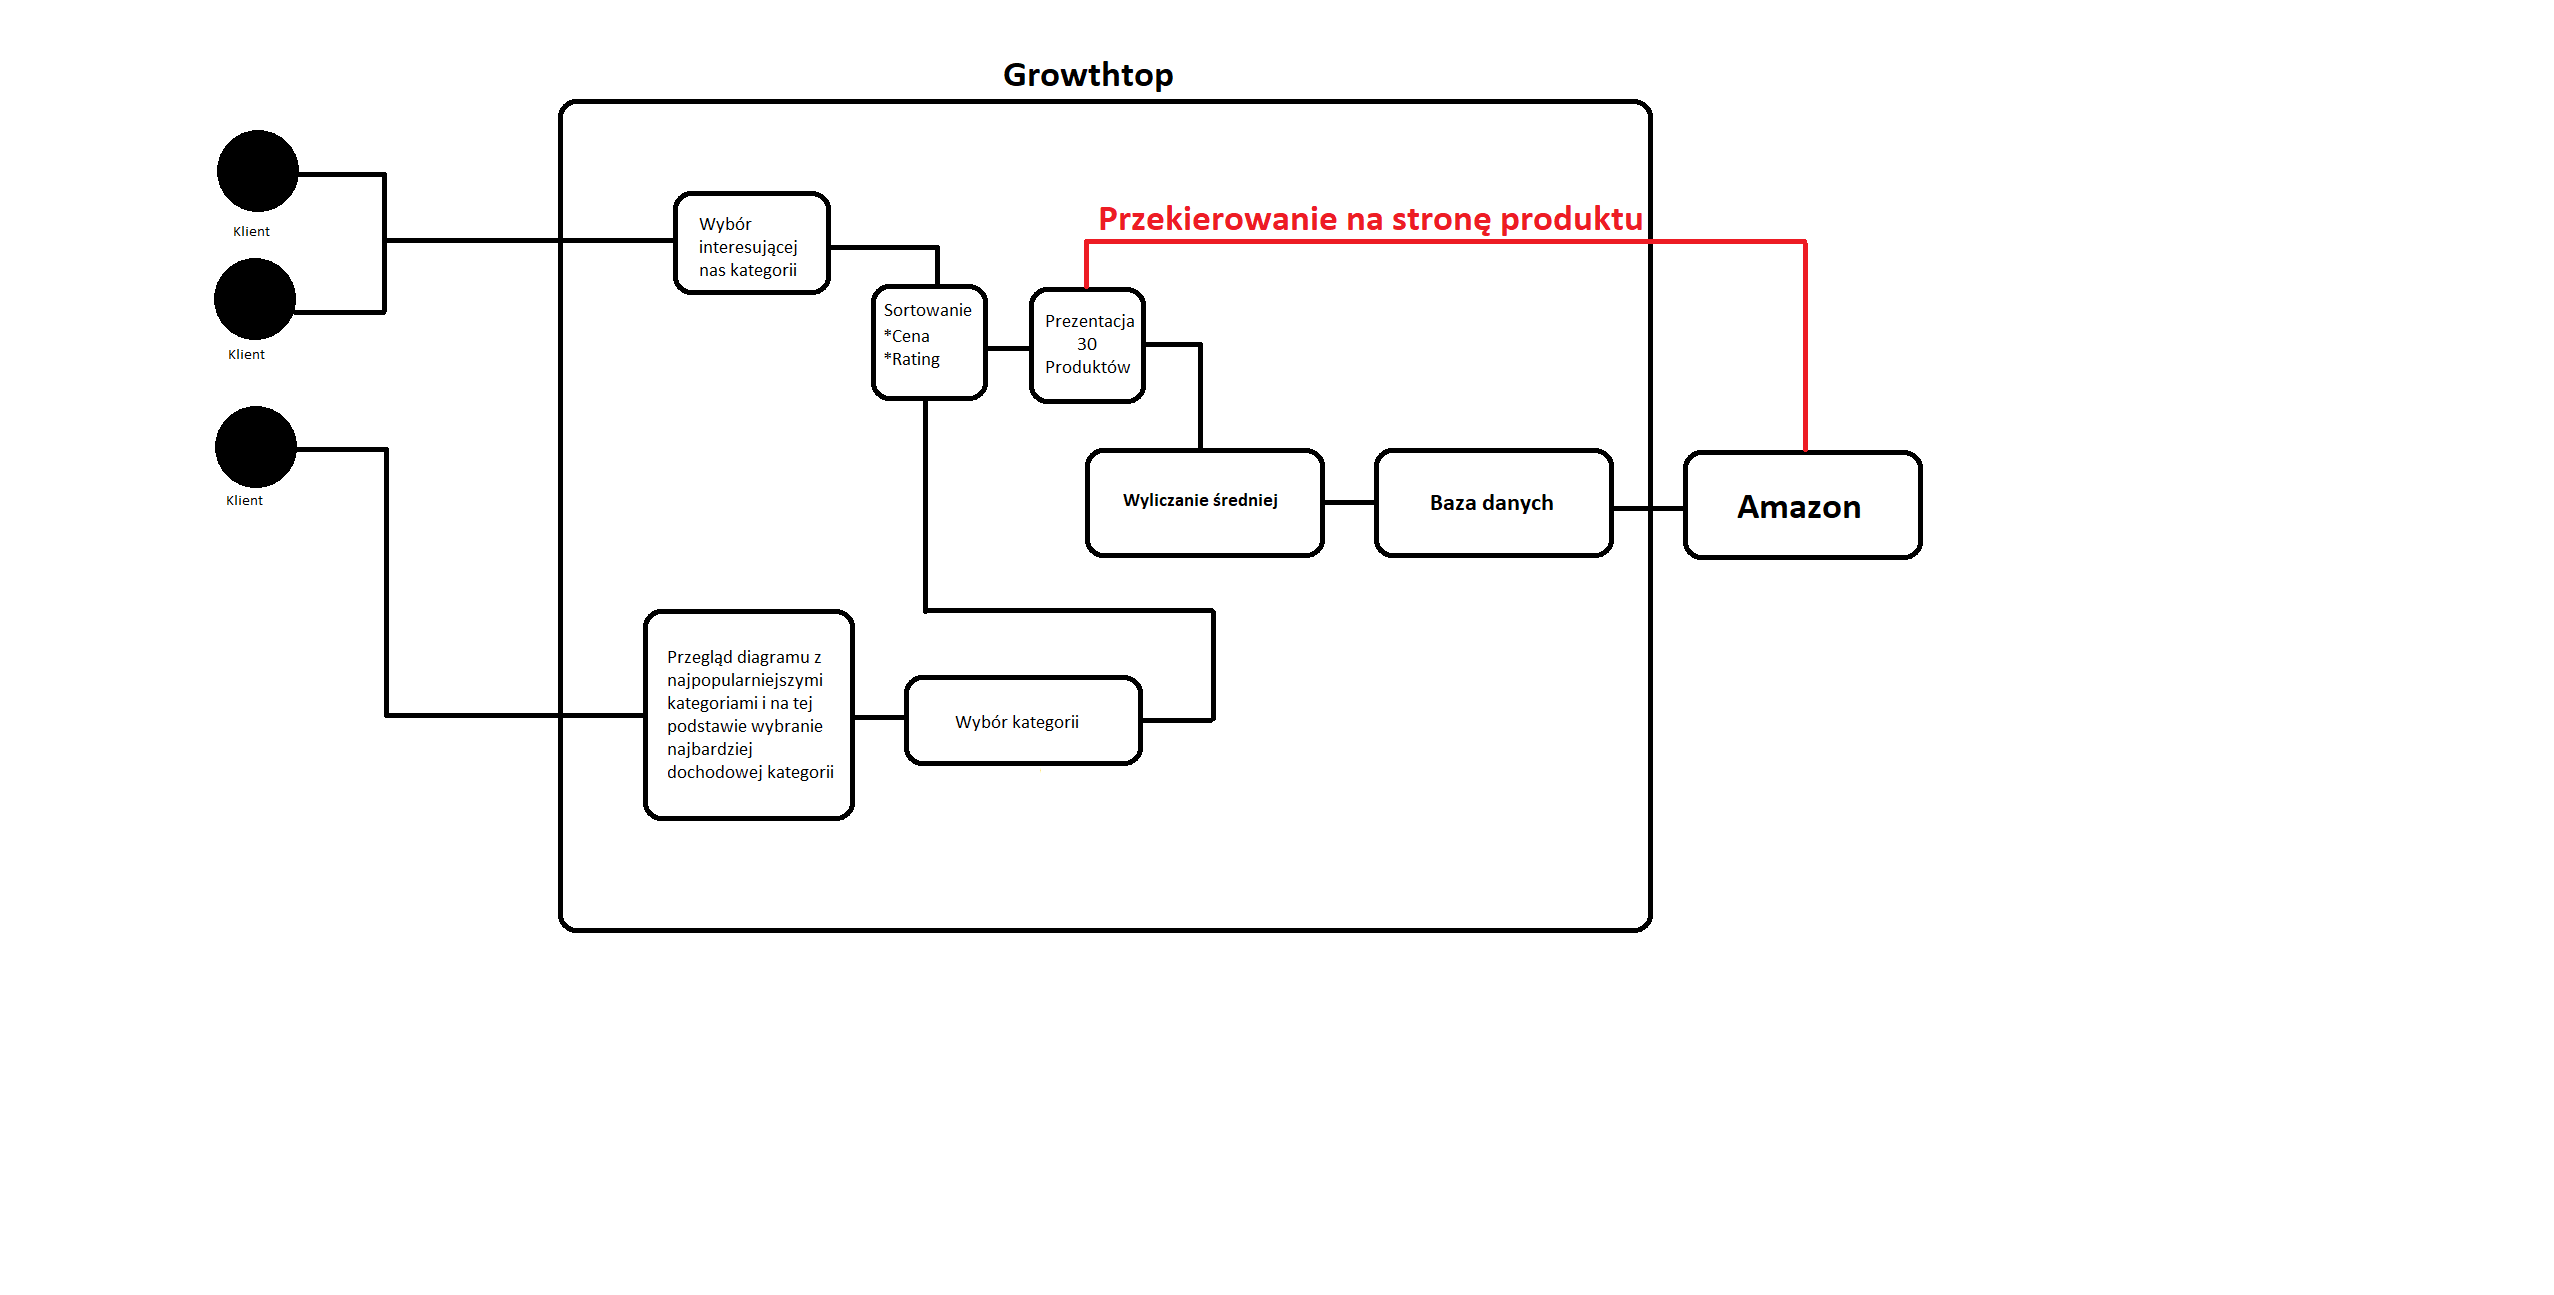 Growthtop
Klient
Klient
Klient
Wybór
interesującej
nas kategorii
Przekierowanie na stronę produktu
Sortowanie
*Cena
*Rating
Prezentacja
30
Produktów
Wyliczanie średniej
Baza danych
Amazon
Przegląd diagramu z
najpopularniejszymi
kategoriami i na tej
podstawie wybranie
najbardziej
dochodowej kategorii
Wybór kategorii